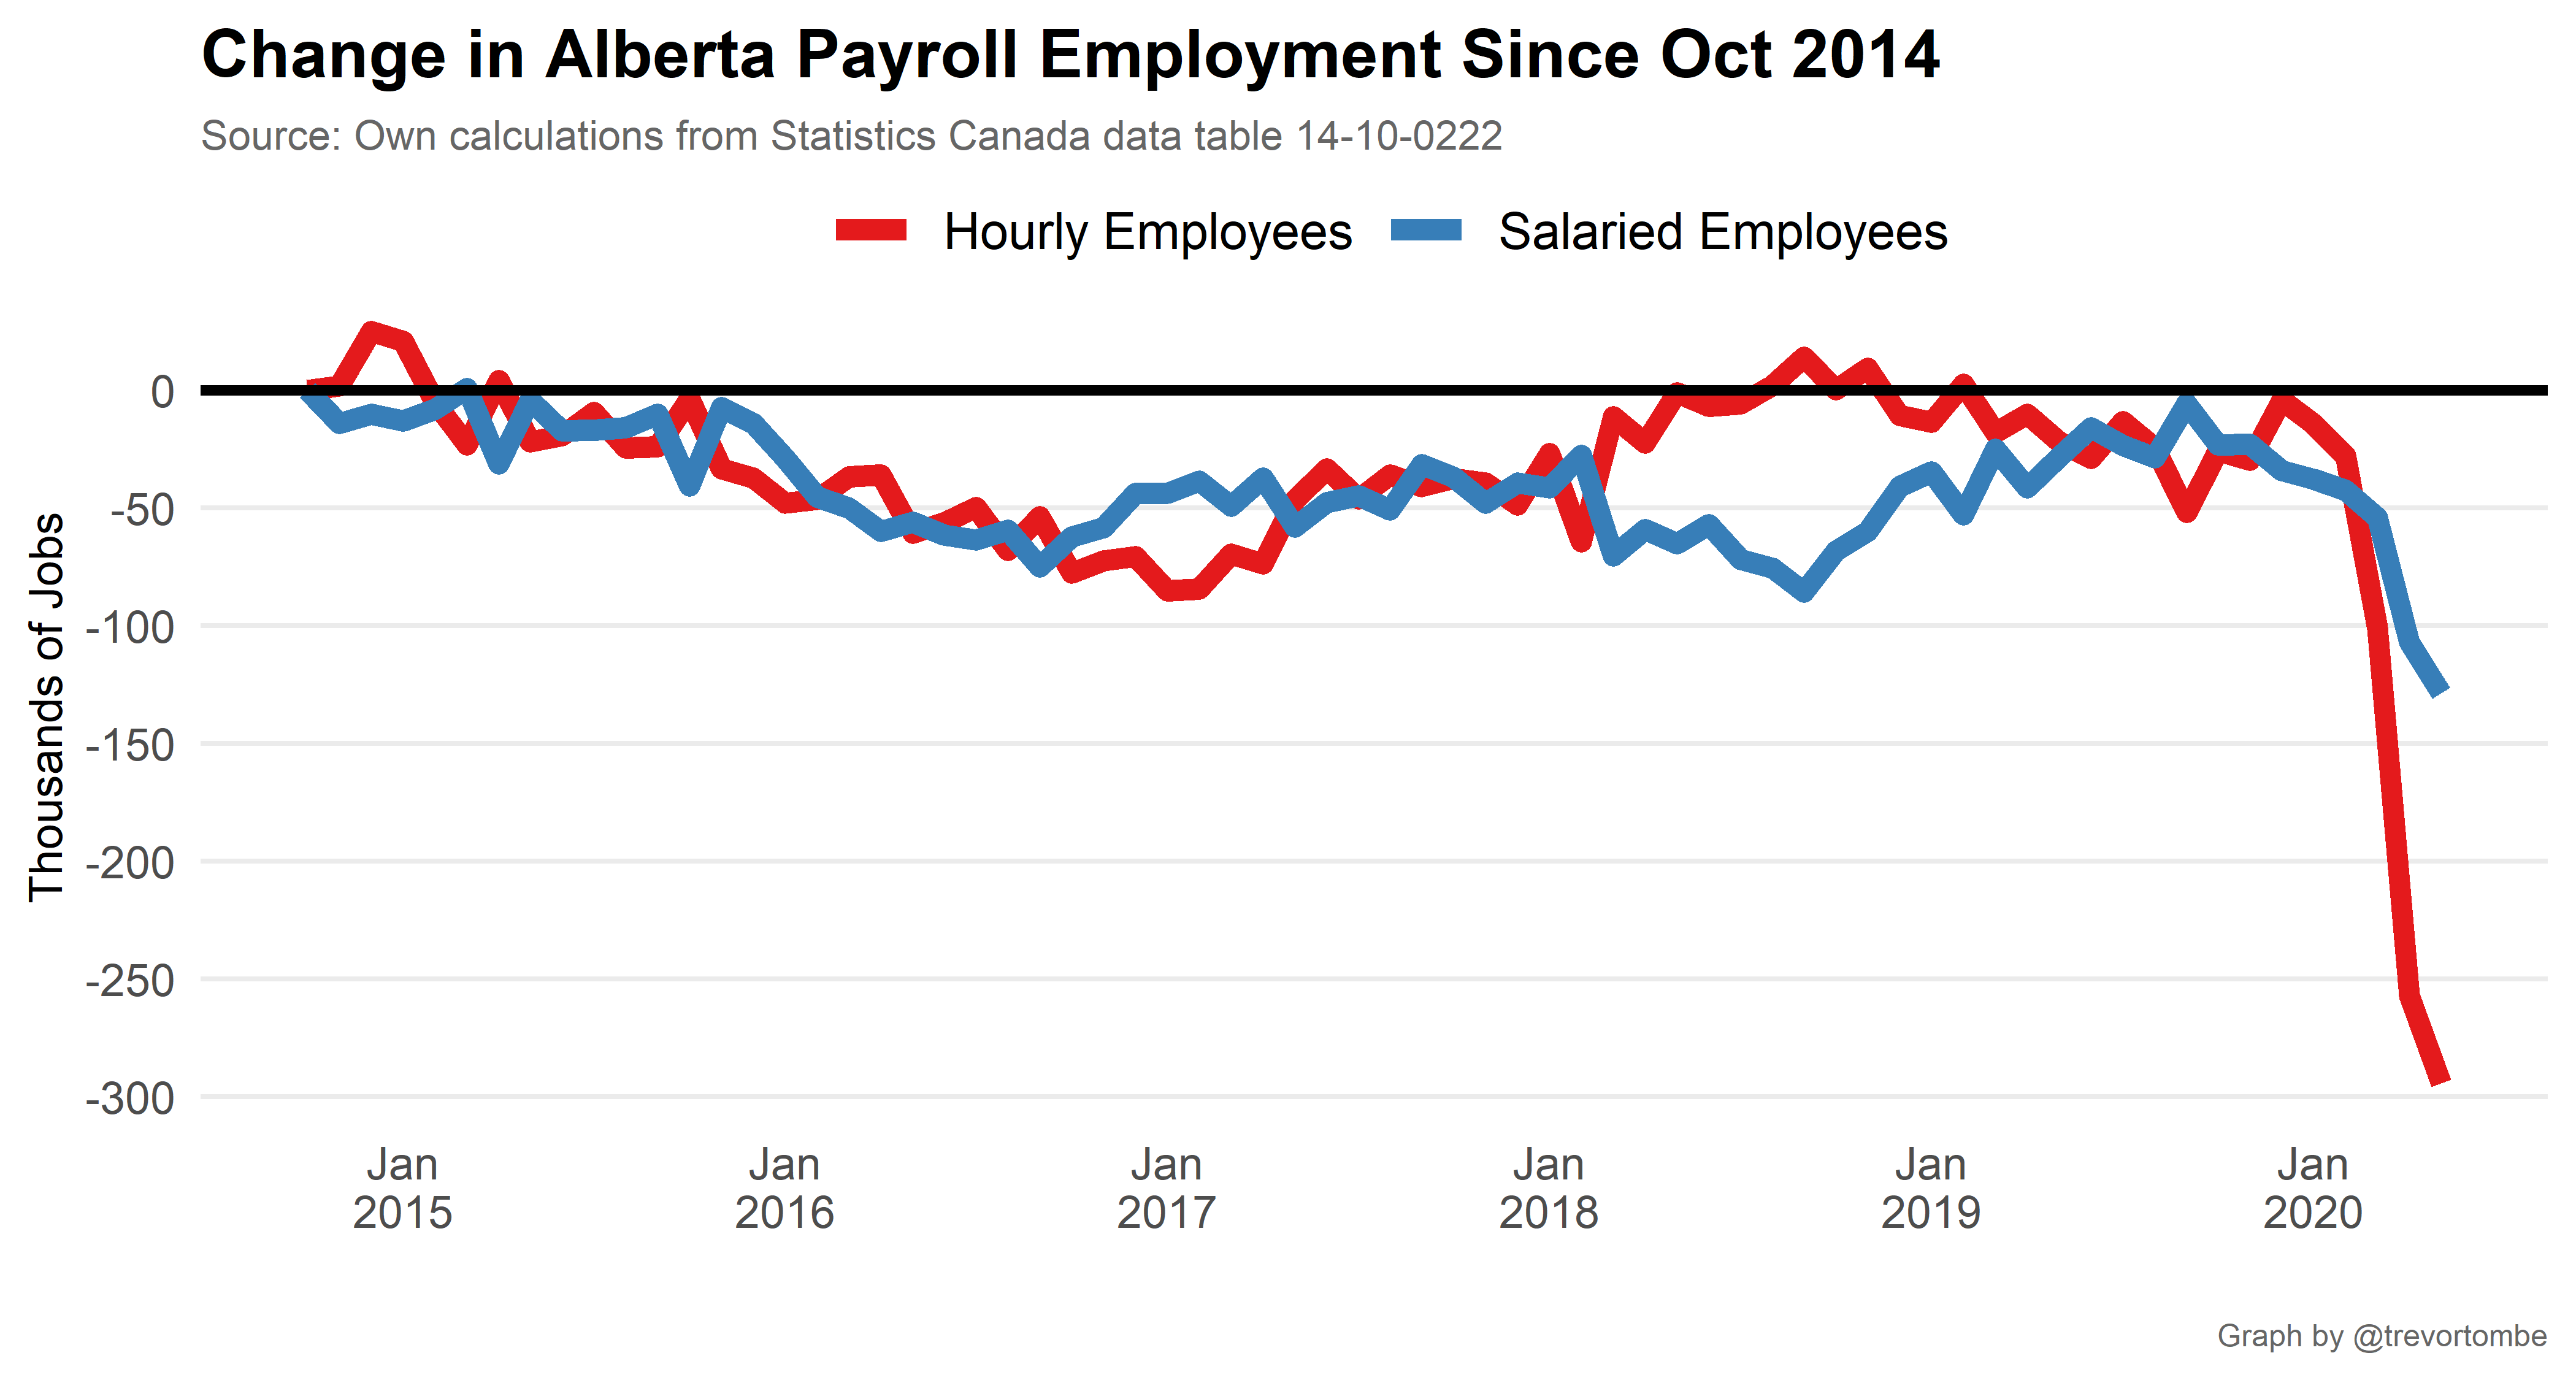 Change in Alberta Payroll Employment Since Oct 2014
Source: Own calculations from Statistics Canada data table 14-10-0222
Hourly Employees Salaried Employees
Thousands of Jobs
0
-50
-100
-150
-200
-250
-300
Jan Jan Jan Jan Jan Jan
2015 2016 2017 2018 2019 2020
Graph by @trevortombe